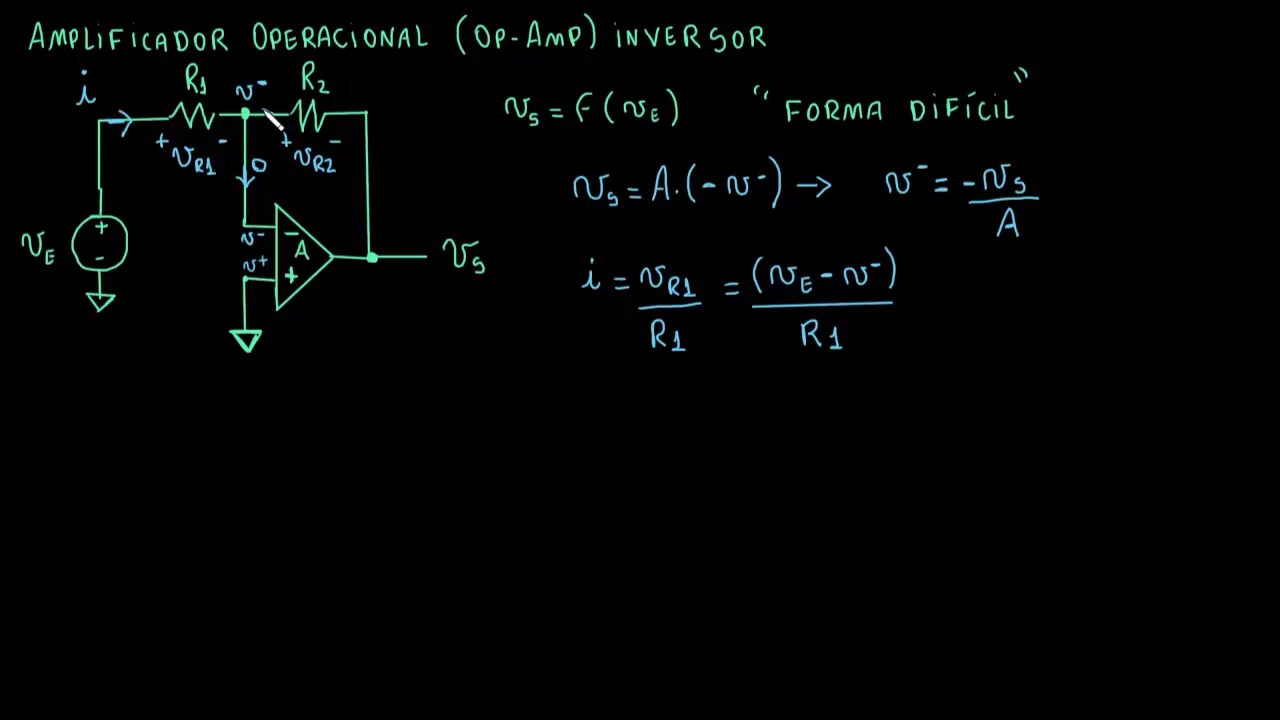 AMPLIFICADOR OPERACIONAL (OP-AMP) INVERSOR
i R1 v⁻ R2
+ vR1 - 0 + vR2 -
vE + -
v⁻ - A
v⁺ +
vs
vs = F(vE) "FORMA DIFÍCIL"
vs = A.(-v⁻) → v⁻ = -vs / A
i = vR1 / R1 = (vE - v⁻) / R1